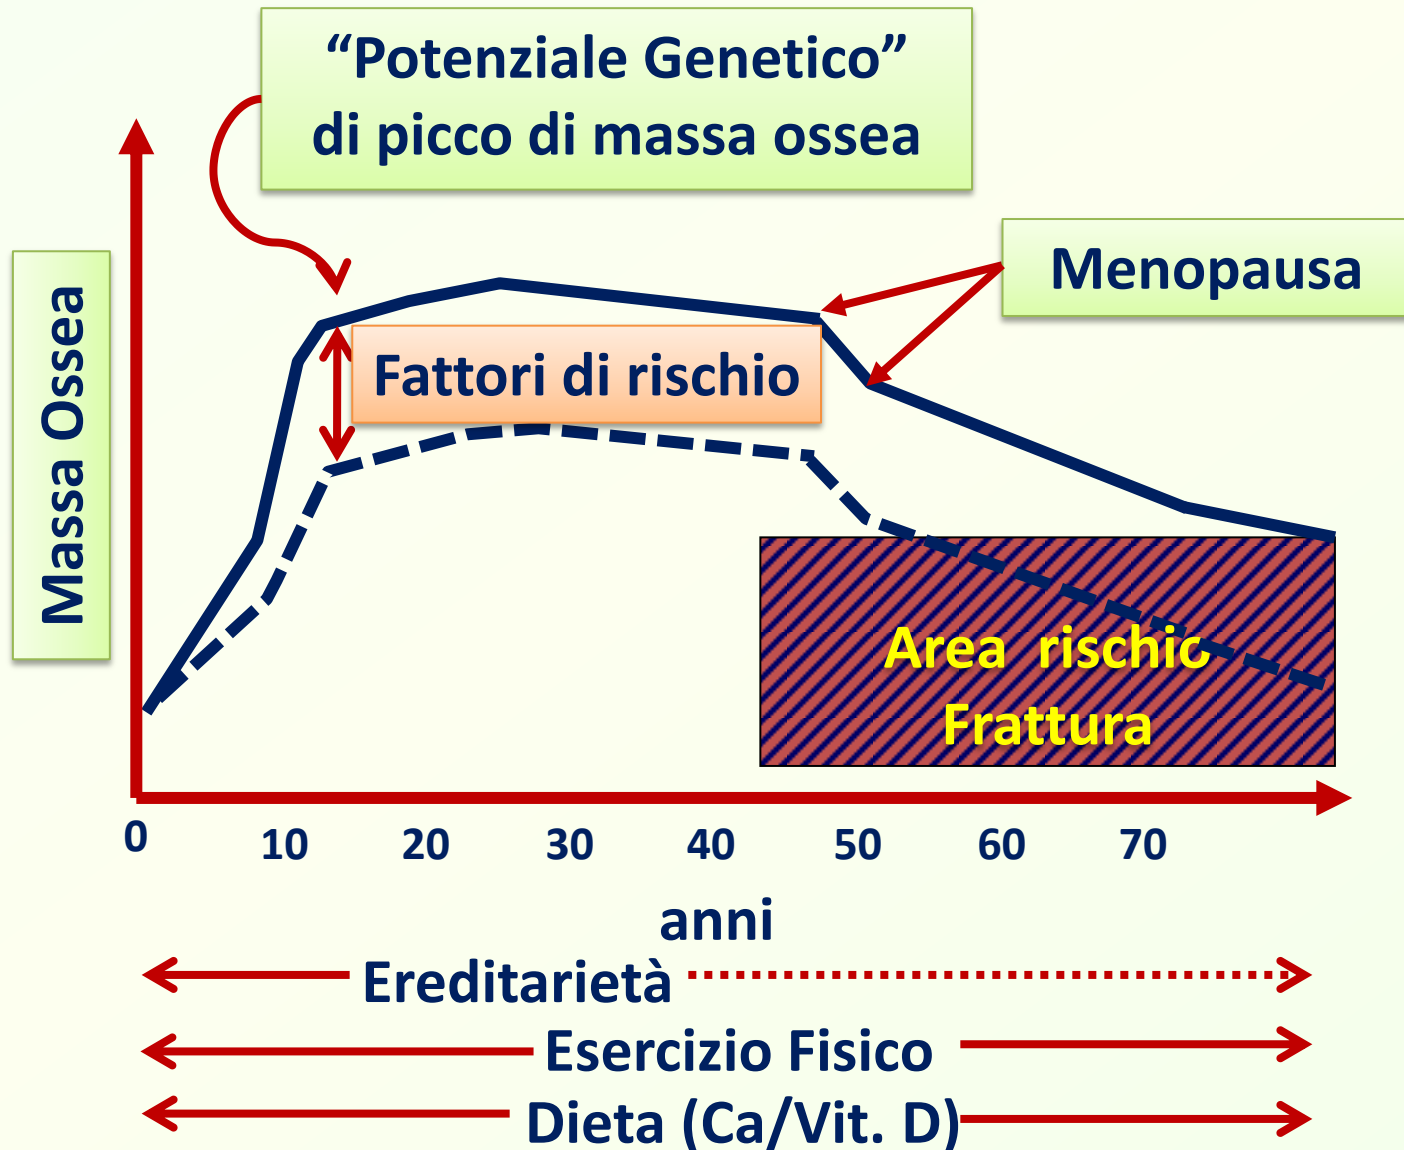 “Potenziale Genetico”
di picco di massa ossea
Menopausa
Massa Ossea
Fattori di rischio
Area rischio
Frattura
0 10 20 30 40 50 60 70
anni
Ereditarietà
Esercizio Fisico
Dieta (Ca/Vit. D)